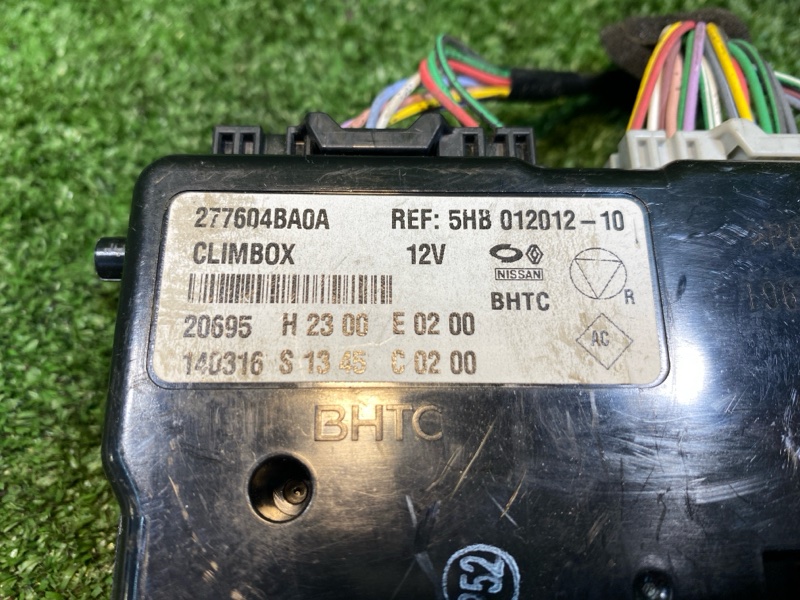 277604BA0A REF: 5HB 012012-10
CLIMBOX 12V
NISSAN
BHTC
R
20695 H 23 00 E 02 00
140316 S 13 45 C 02 00
AC
BHTC
352